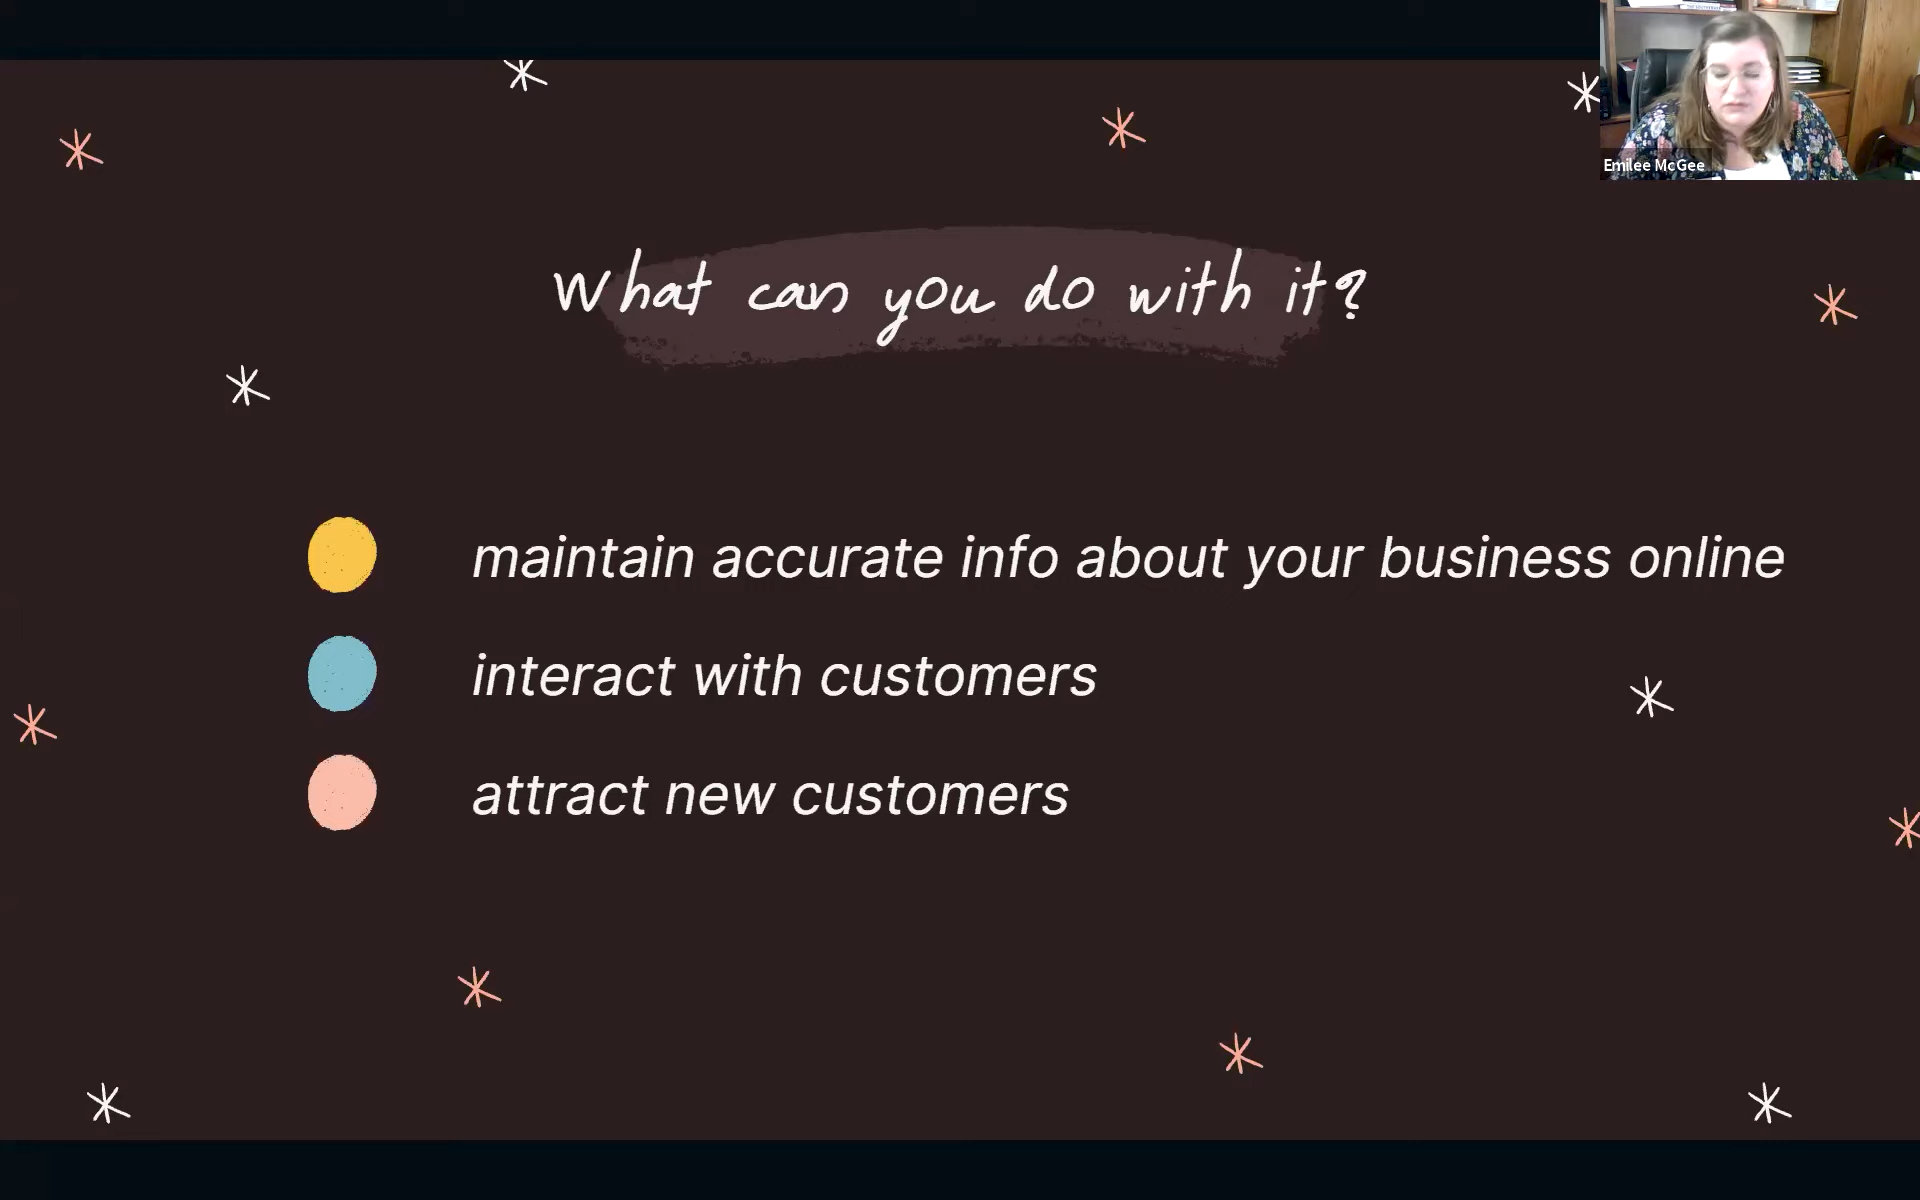 What can you do with it?
maintain accurate info about your business online
interact with customers
attract new customers
Emilee McGee